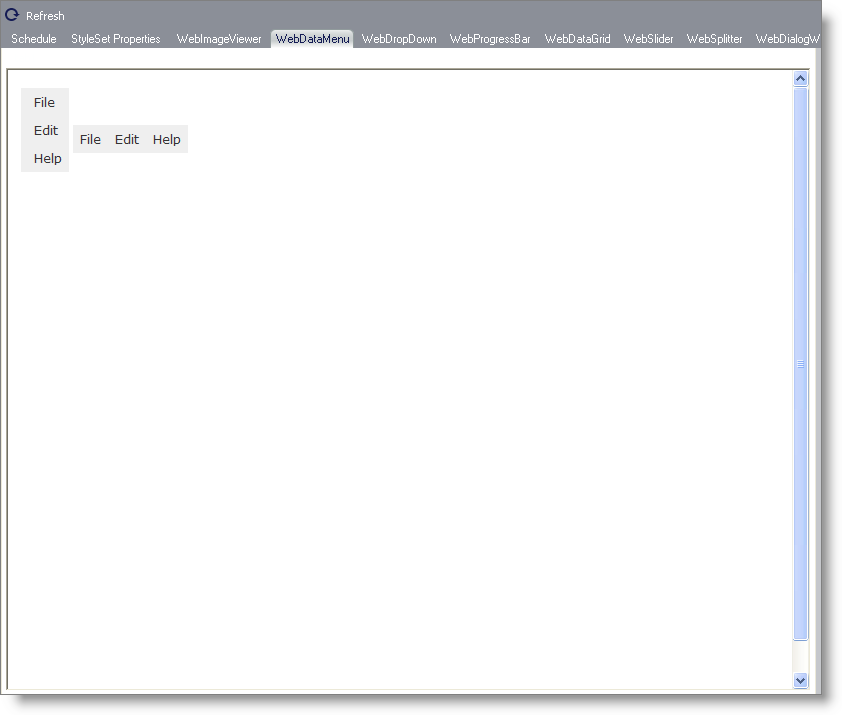 Refresh
Schedule StyleSet Properties WebImageViewer WebDataMenu WebDropDown WebProgressBar WebDataGrid WebSlider WebSplitter WebDialogW
File
Edit
Help
File Edit Help